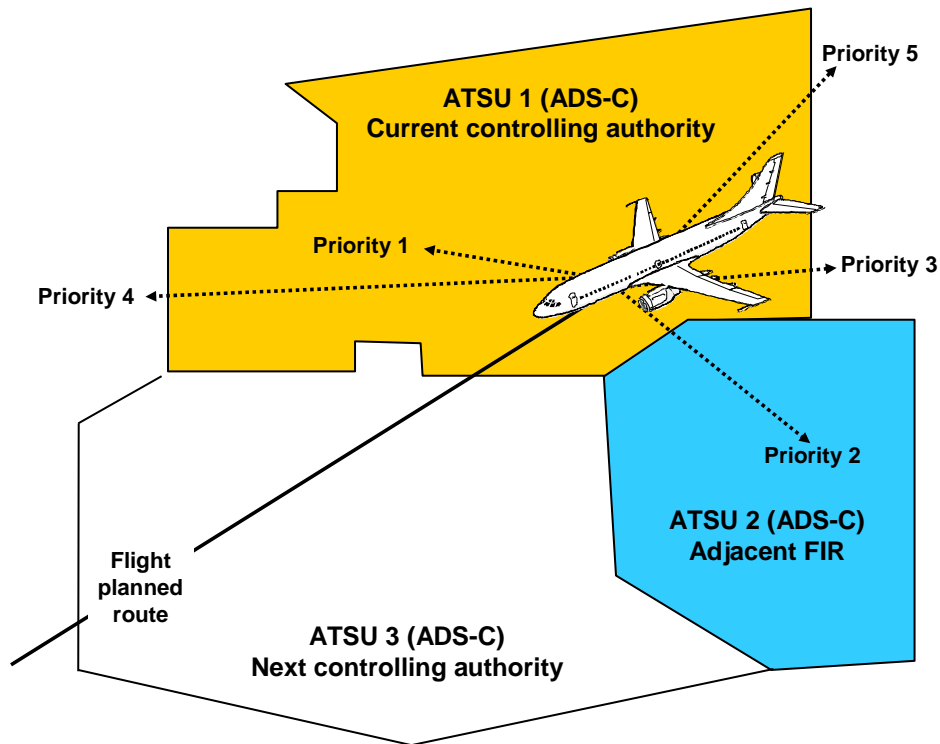 Priority 5
ATSU 1 (ADS-C)
Current controlling authority
Priority 1
Priority 3
Priority 4
Priority 2
ATSU 2 (ADS-C)
Adjacent FIR
Flight
planned
route
ATSU 3 (ADS-C)
Next controlling authority